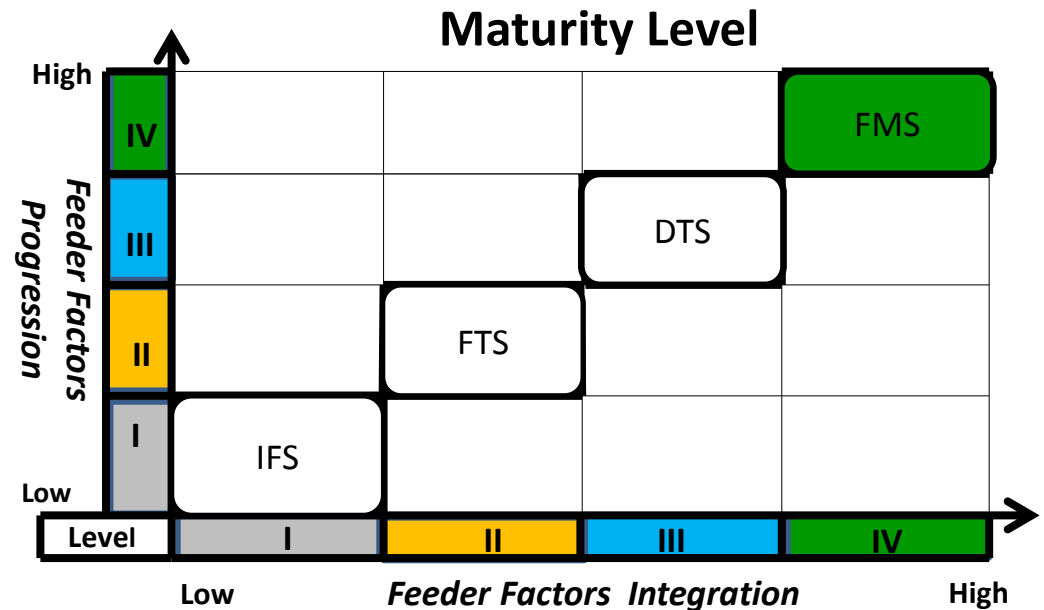 Maturity Level
High
IV
FMS
III
DTS
Feeder Factors
Progression
II
FTS
I
IFS
Low
Level
I
II
III
IV
Low
Feeder Factors Integration
High